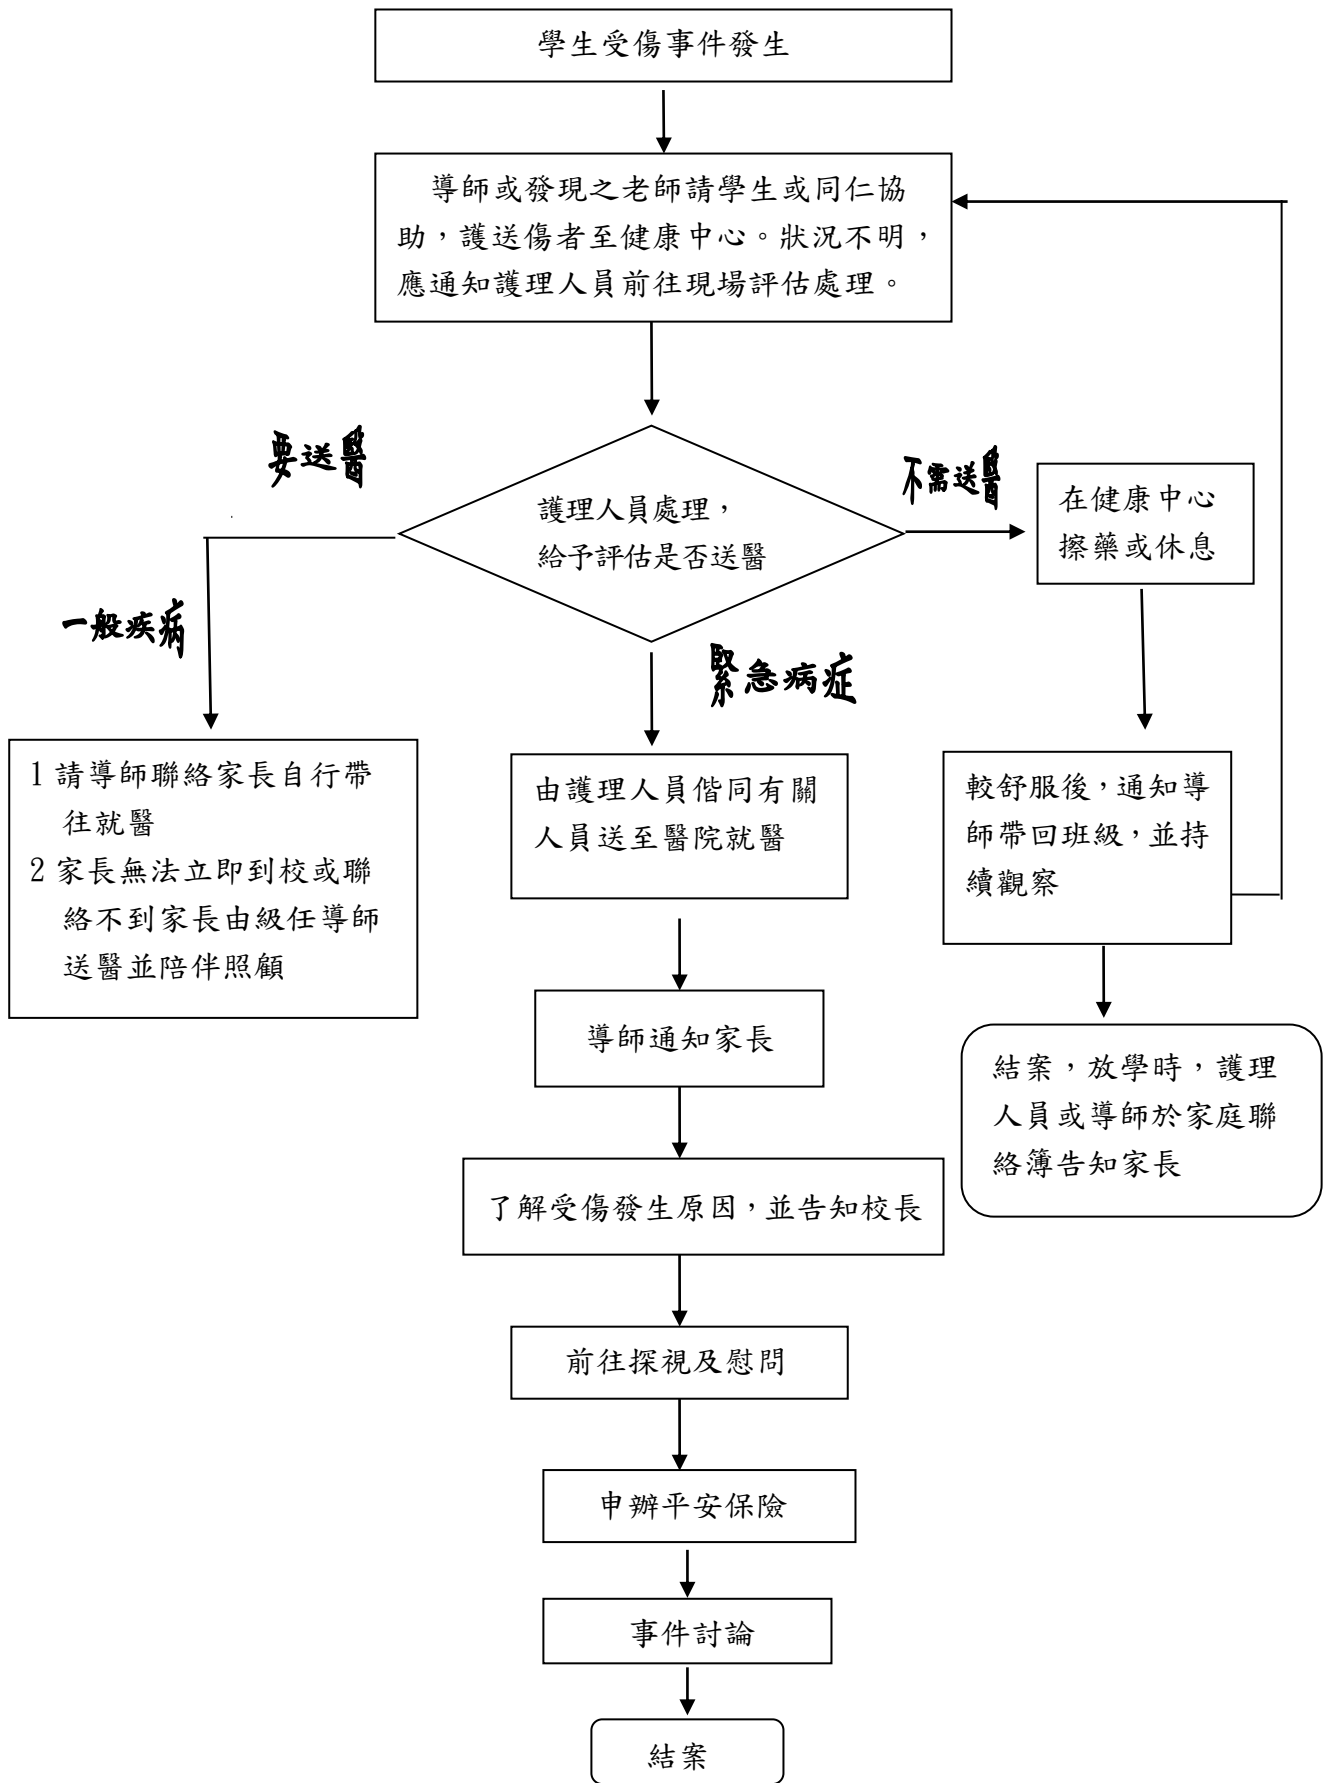 學生受傷事件發生
導師或發現之老師請學生或同仁協
助，護送傷者至健康中心。狀況不明，
應通知護理人員前往現場評估處理。
要送醫
不需送醫
護理人員處理，
給予評估是否送醫
在健康中心
擦藥或休息
一般疾病
緊急病症
1 請導師聯絡家長自行帶
往就醫
2 家長無法立即到校或聯
絡不到家長由級任導師
送醫並陪伴照顧
由護理人員偕同有關
人員送至醫院就醫
較舒服後，通知導
師帶回班級，並持
續觀察
導師通知家長
結案，放學時，護理
人員或導師於家庭聯
絡簿告知家長
了解受傷發生原因，並告知校長
前往探視及慰問
申辦平安保險
事件討論
結案